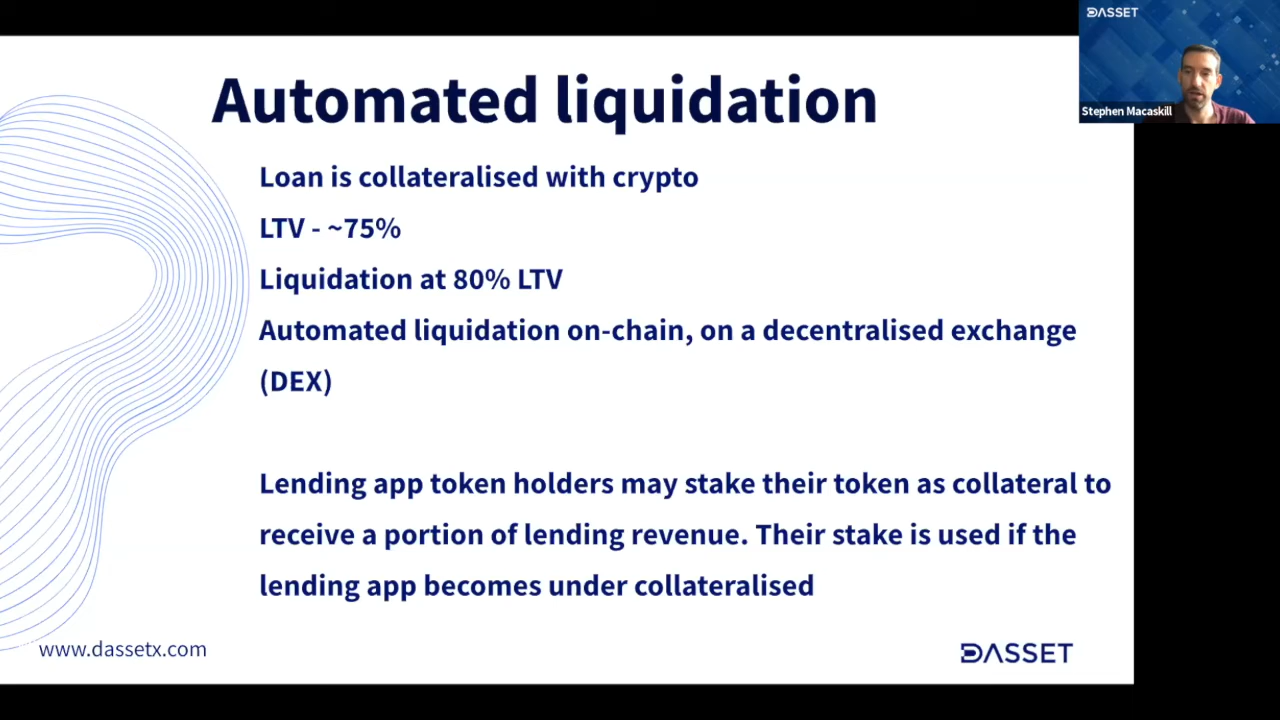 DASSET
Stephen Macaskill
Automated liquidation
Loan is collateralised with crypto
LTV - ~75%
Liquidation at 80% LTV
Automated liquidation on-chain, on a decentralised exchange
(DEX)
Lending app token holders may stake their token as collateral to
receive a portion of lending revenue. Their stake is used if the
lending app becomes under collateralised
www.dassetx.com
DASSET